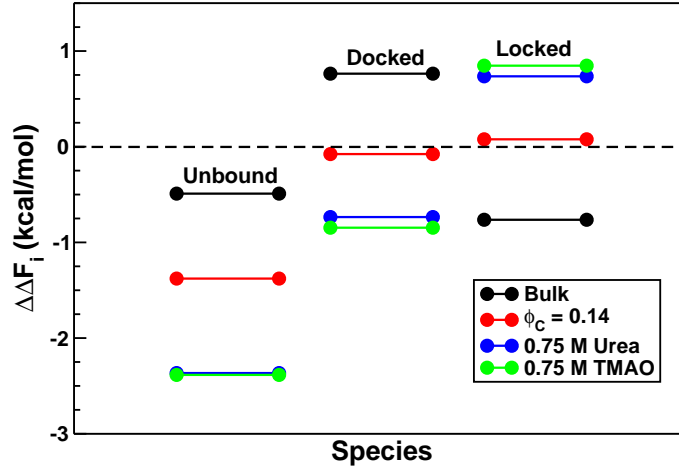 1
0
-1
-2
-3
ΔΔF_i (kcal/mol)
Unbound
Docked
Locked
Bulk
ϕ_C = 0.14
0.75 M Urea
0.75 M TMAO
Species